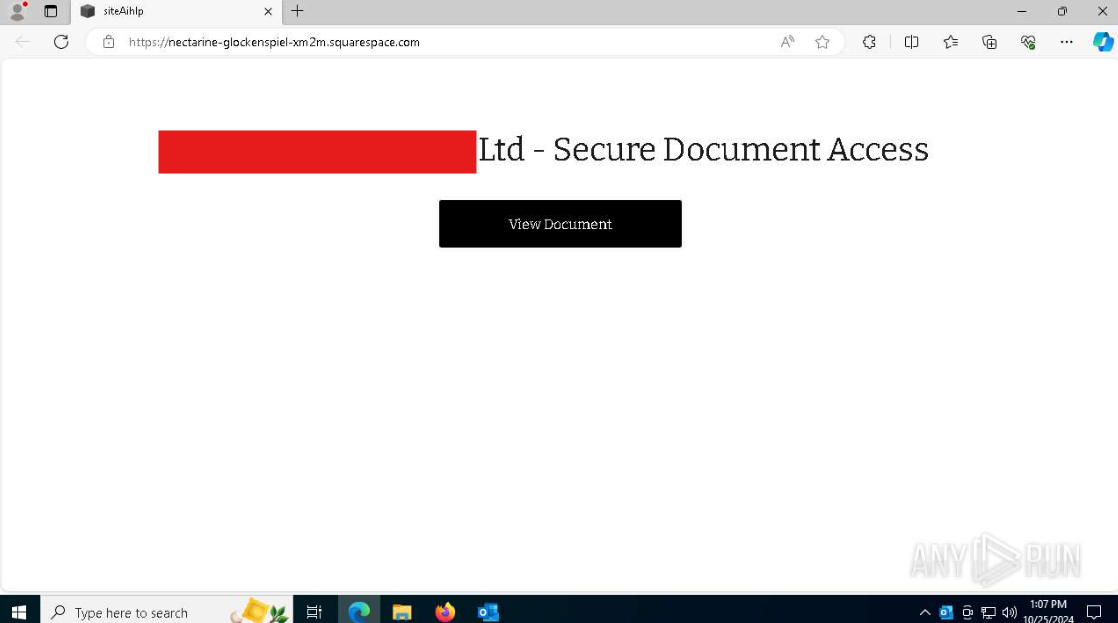 siteAihlp
https://nectarine-glockenspiel-xm2m.squarespace.com
Ltd - Secure Document Access
View Document
ANY RUN
Type here to search
1:07 PM
10/25/2024